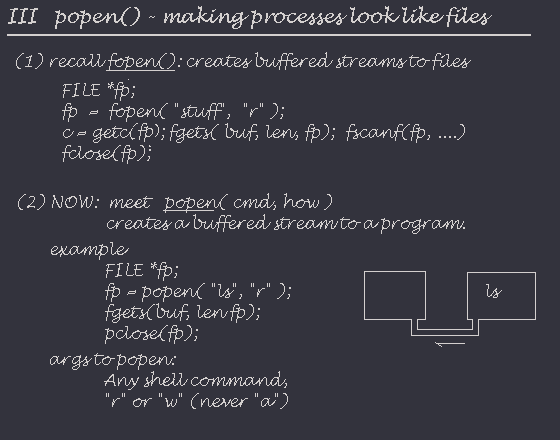 III popen() - making processes look like files
(1) recall fopen(): creates buffered streams to files
FILE *fp;
fp = fopen( "stuff", "r" );
c = getc(fp); fgets( buf, len, fp); fscanf(fp, ....)
fclose(fp);
(2) NOW: meet popen( cmd, how )
creates a buffered stream to a program.
example
FILE *fp;
fp = popen( "ls", "r" );
fgets(buf, len fp);
pclose(fp);
ls
args to popen:
Any shell command,
"r" or "w" (never "a")